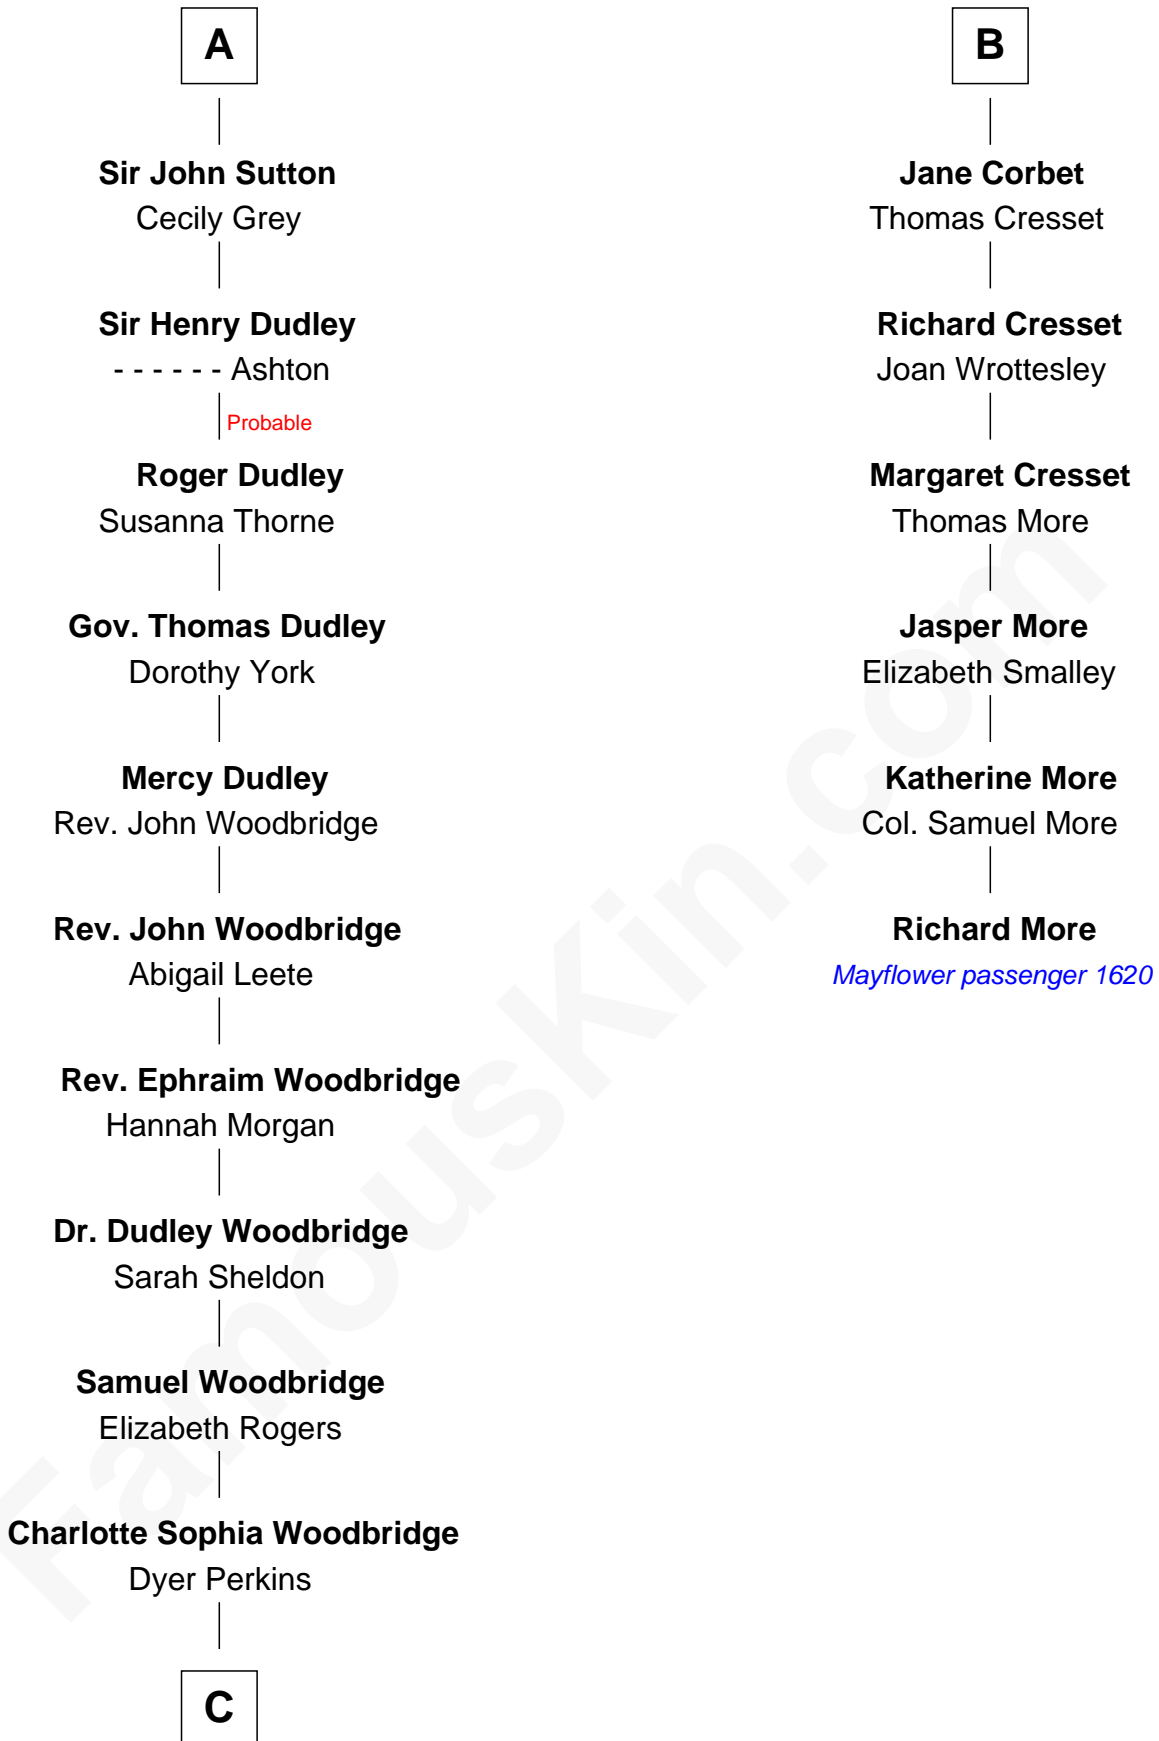 A
Sir John Sutton
Cecily Grey
Sir Henry Dudley
- - - - - - Ashton
Probable
Roger Dudley
Susanna Thorne
Gov. Thomas Dudley
Dorothy York
Mercy Dudley
Rev. John Woodbridge
Rev. John Woodbridge
Abigail Leete
Rev. Ephraim Woodbridge
Hannah Morgan
Dr. Dudley Woodbridge
Sarah Sheldon
Samuel Woodbridge
Elizabeth Rogers
Charlotte Sophia Woodbridge
Dyer Perkins
C
B
Jane Corbet
Thomas Cresset
Richard Cresset
Joan Wrottesley
Margaret Cresset
Thomas More
Jasper More
Elizabeth Smalley
Katherine More
Col. Samuel More
Richard More
Mayflower passenger 1620
FamousKin.com